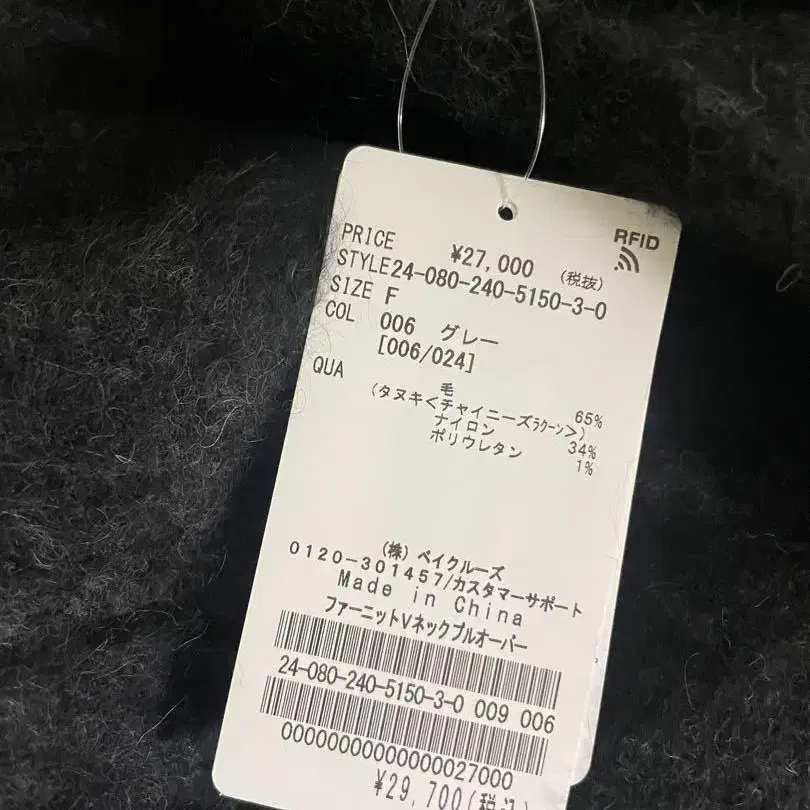 RFID
PRICE ¥27,000 (税抜)
STYLE24-080-240-5150-3-0
SIZE F
COL 006 グレー
[006/024]
QUA
毛 65%
(タヌキ<チャイニーズラクーン>)
ナイロン 34%
ポリウレタン 1%
(株)ベイクルーズ
0120-301457/カスタマーサポート
Made in China
ファーニットVネックプルオーバー
24-080-240-5150-3-0 009 006
00000000000000027000
¥29,700(税込)